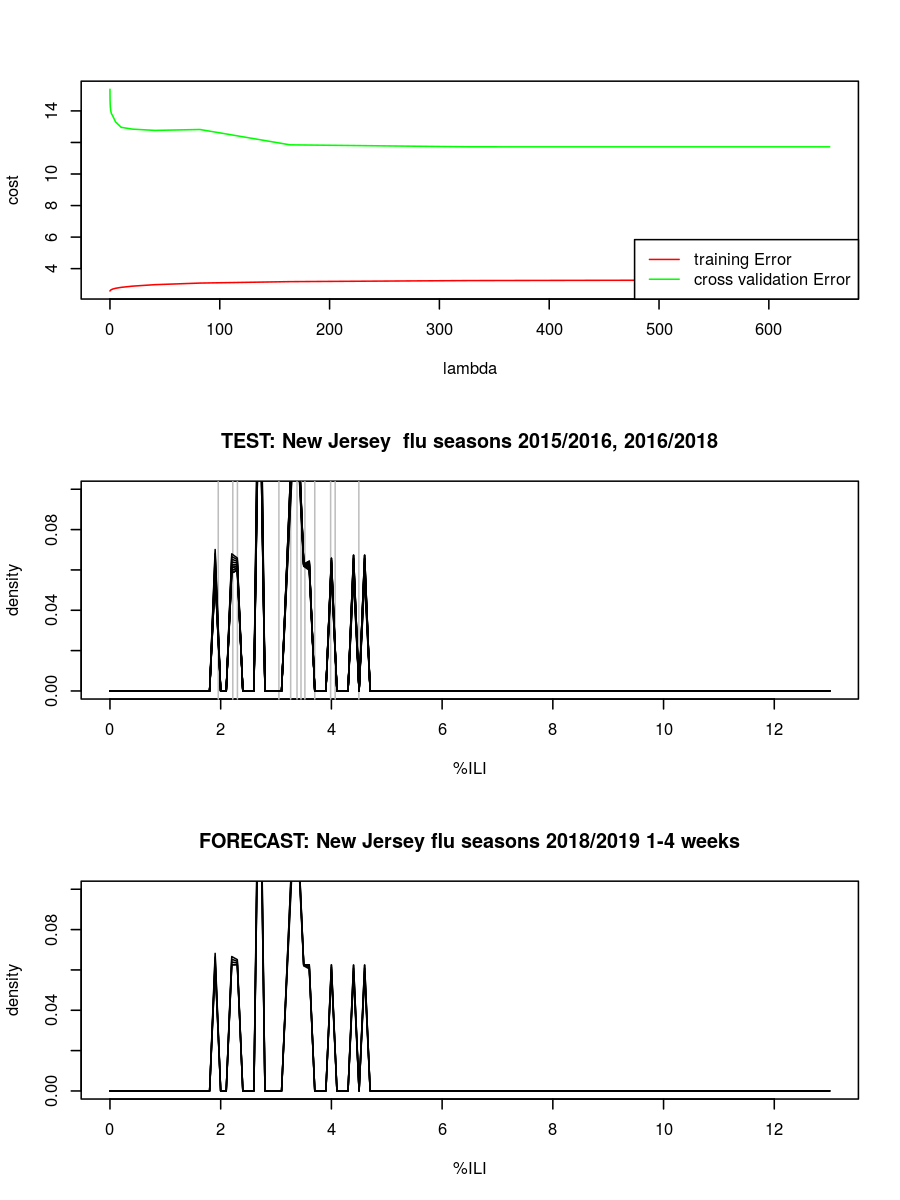 14
10
8
6
4
cost
training Error
cross validation Error
0 100 200 300 400 500 600
lambda
TEST: New Jersey  flu seasons 2015/2016, 2016/2018
0.08
0.04
0.00
density
0 2 4 6 8 10 12
%ILI
FORECAST: New Jersey flu seasons 2018/2019 1-4 weeks
0.08
0.04
0.00
density
0 2 4 6 8 10 12
%ILI